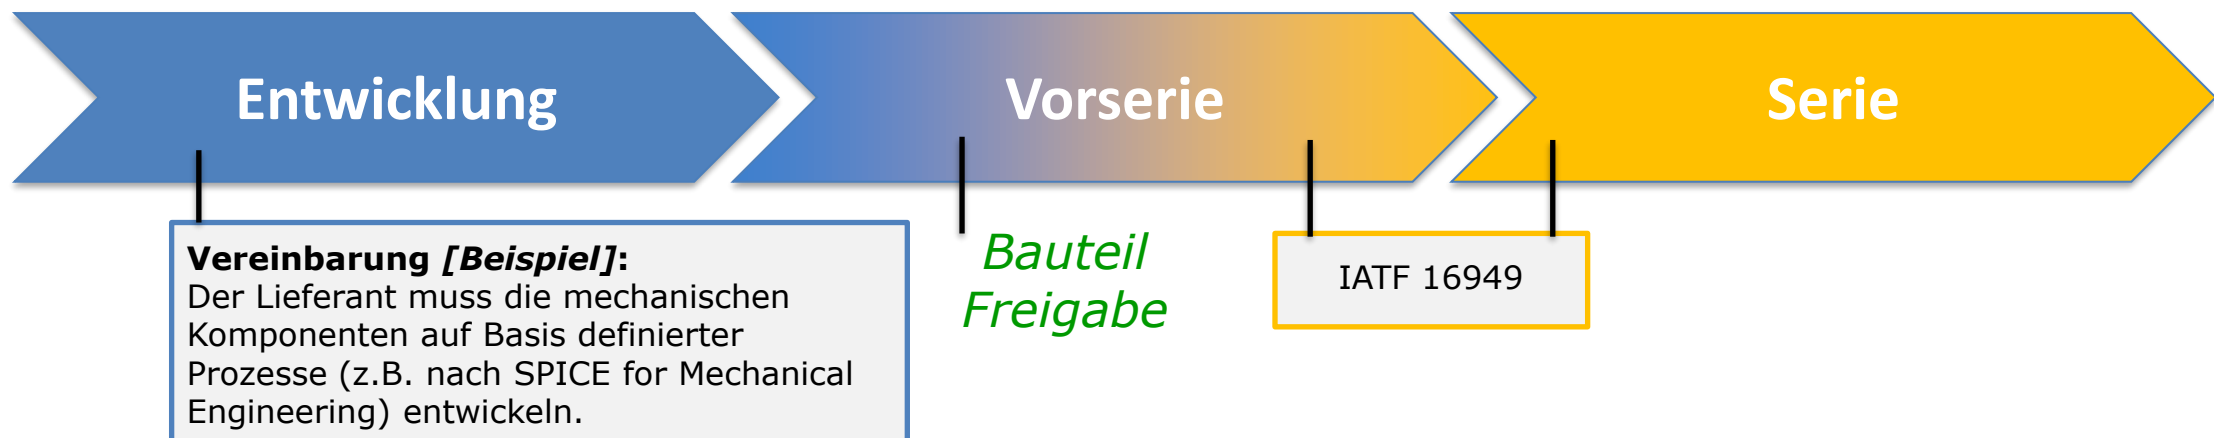 Entwicklung
Vorserie
Serie
Vereinbarung [Beispiel]:
Der Lieferant muss die mechanischen
Komponenten auf Basis definierter
Prozesse (z.B. nach SPICE for Mechanical
Engineering) entwickeln.
Bauteil
Freigabe
IATF 16949